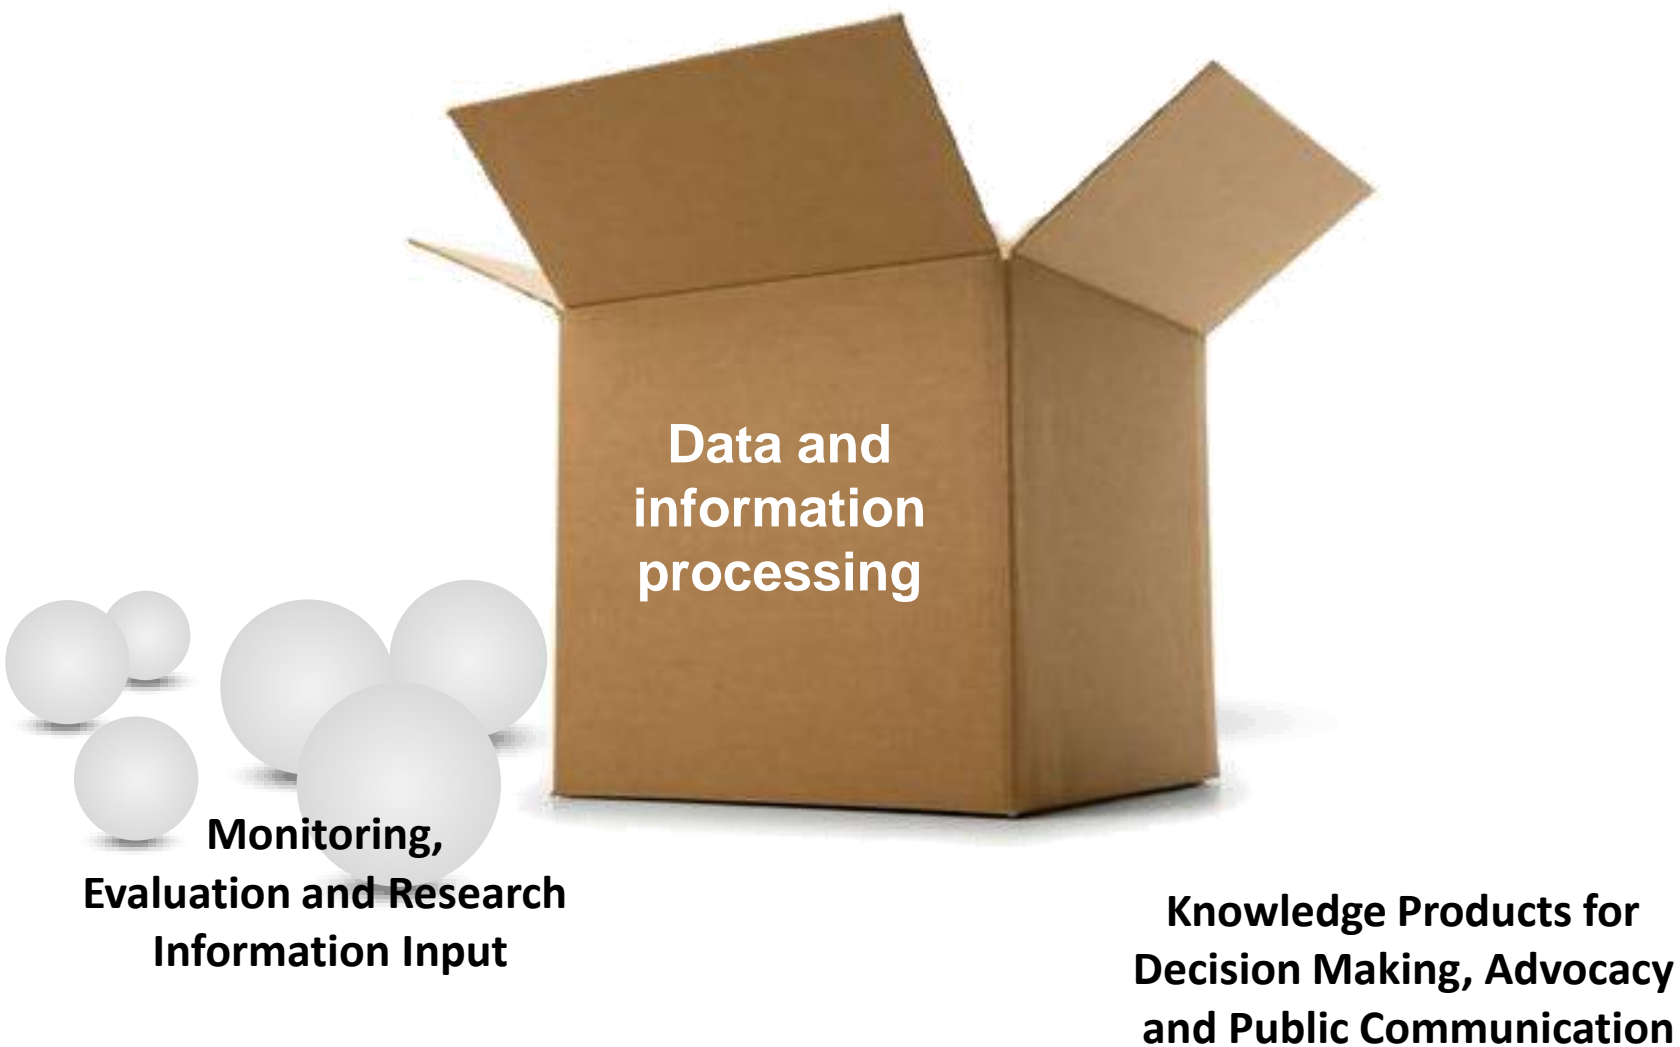 Data and
information
processing
Monitoring,
Evaluation and Research
Information Input
Knowledge Products for
Decision Making, Advocacy
and Public Communication